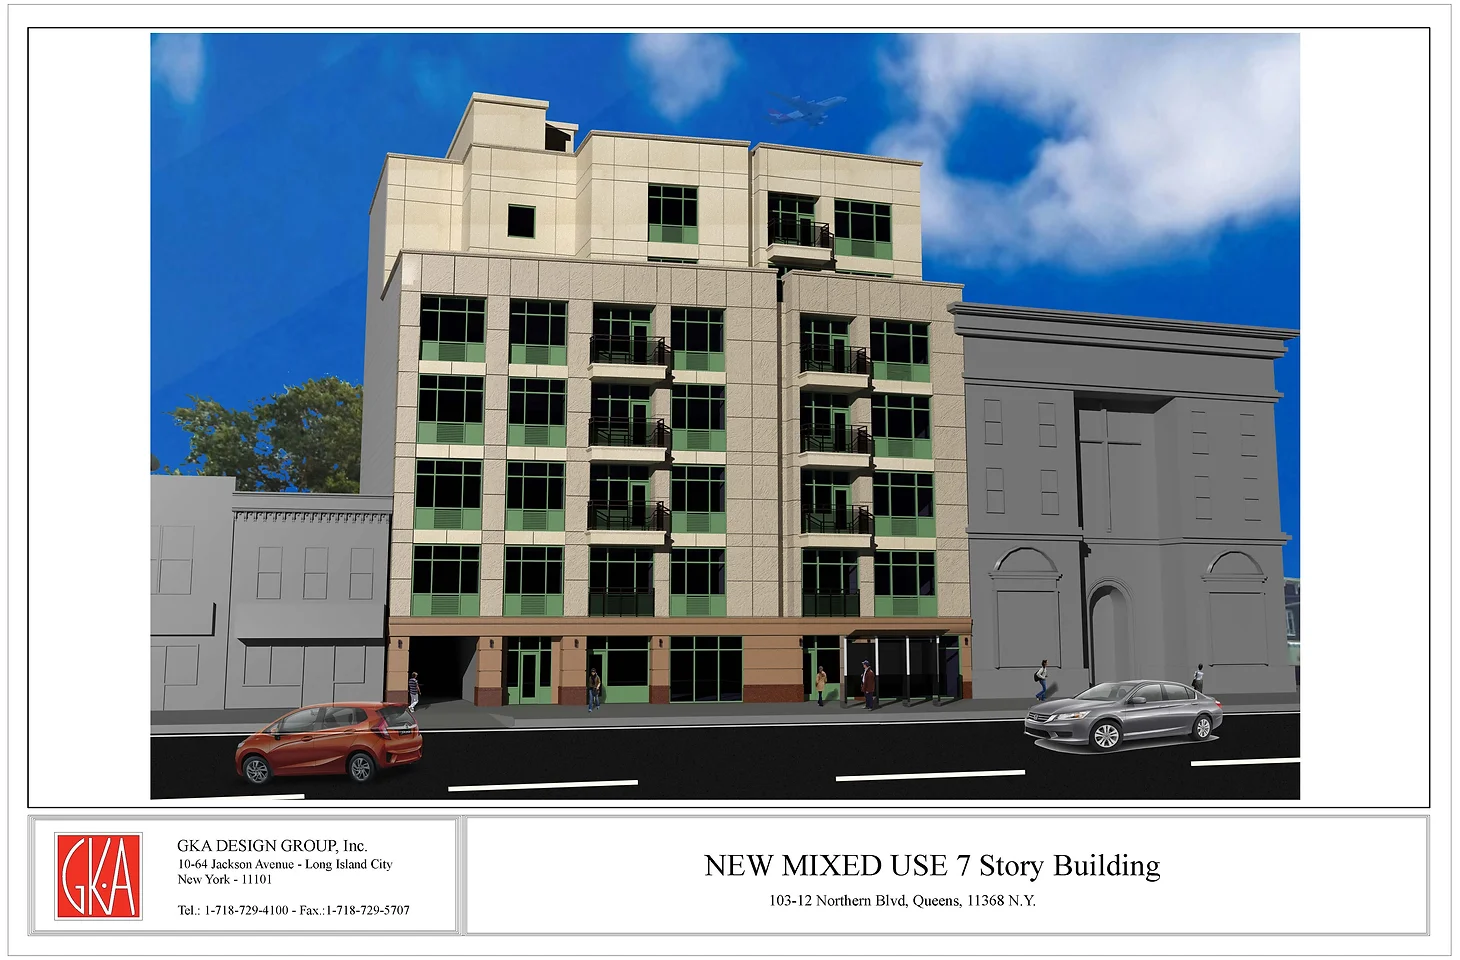 GKA
GKA DESIGN GROUP, Inc.
10-64 Jackson Avenue - Long Island City
New York - 11101
Tel.: 1-718-729-4100 - Fax.:1-718-729-5707
NEW MIXED USE 7 Story Building
103-12 Northern Blvd, Queens, 11368 N.Y.